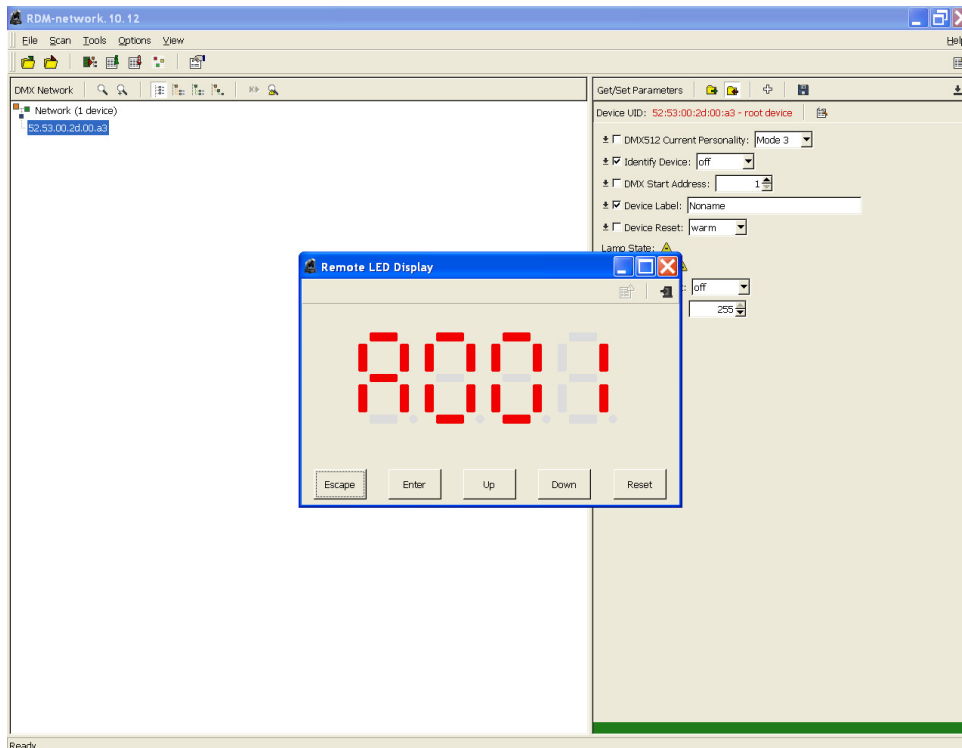 RDM-network.10.12
File Scan Tools Options View
Help
DMX Network
Get/Set Parameters
Network (1 device)
52.53.00.2d.00.a3
Device UID: 52:53:00:2d:00:a3 - root device
DMX512 Current Personality: Mode 3
Identify Device: off
DMX Start Address: 1
Device Label: Noname
Device Reset: warm
Lamp State:
off
255
Remote LED Display
A001
Escape Enter Up Down Reset
Ready